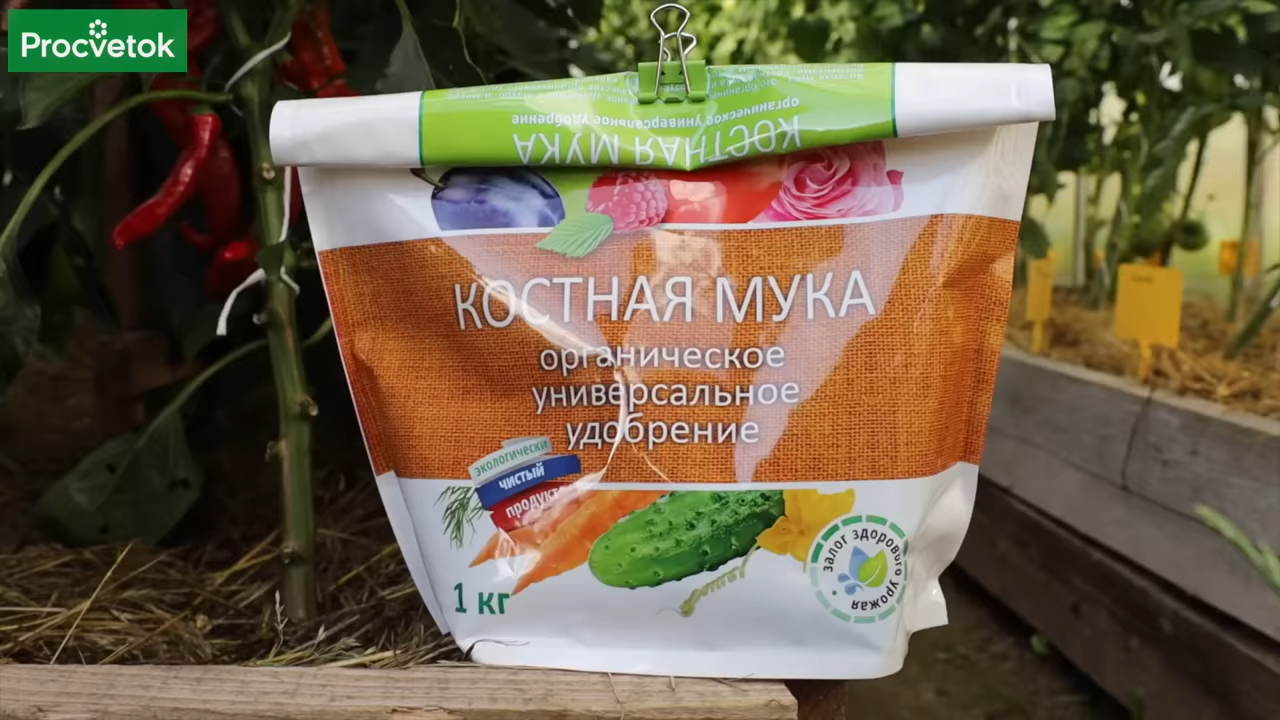 Procvetok
органическое универсальное удобрение
КОСТНАЯ МУКА
КОСТНАЯ МУКА
органическое
универсальное
удобрение
экологически
чистый
продукт
1 кг
залог здорового урожая